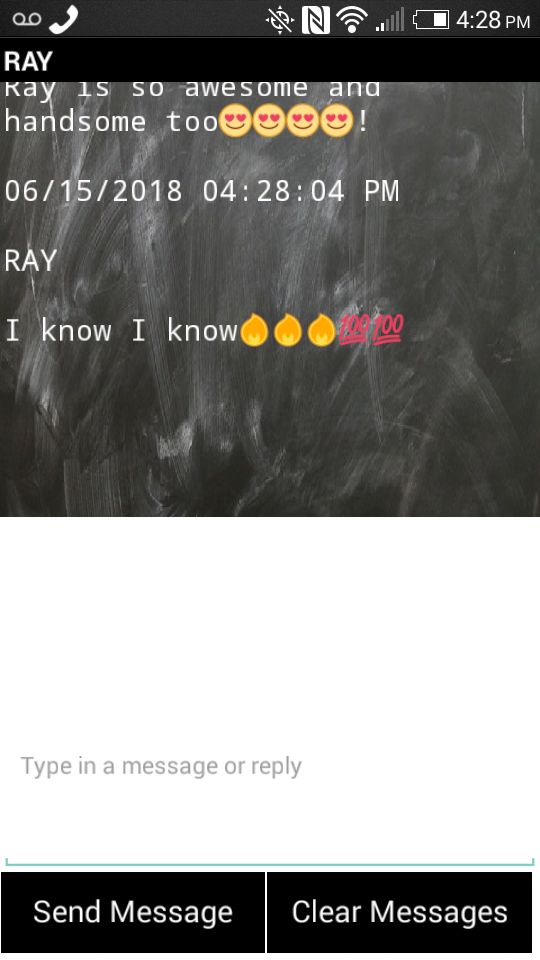 4:28 PM
RAY
Ray is so awesome and
handsome too😍😍😍😍!
06/15/2018 04:28:04 PM
RAY
I know I know🔥🔥🔥💯💯
Type in a message or reply
Send Message
Clear Messages